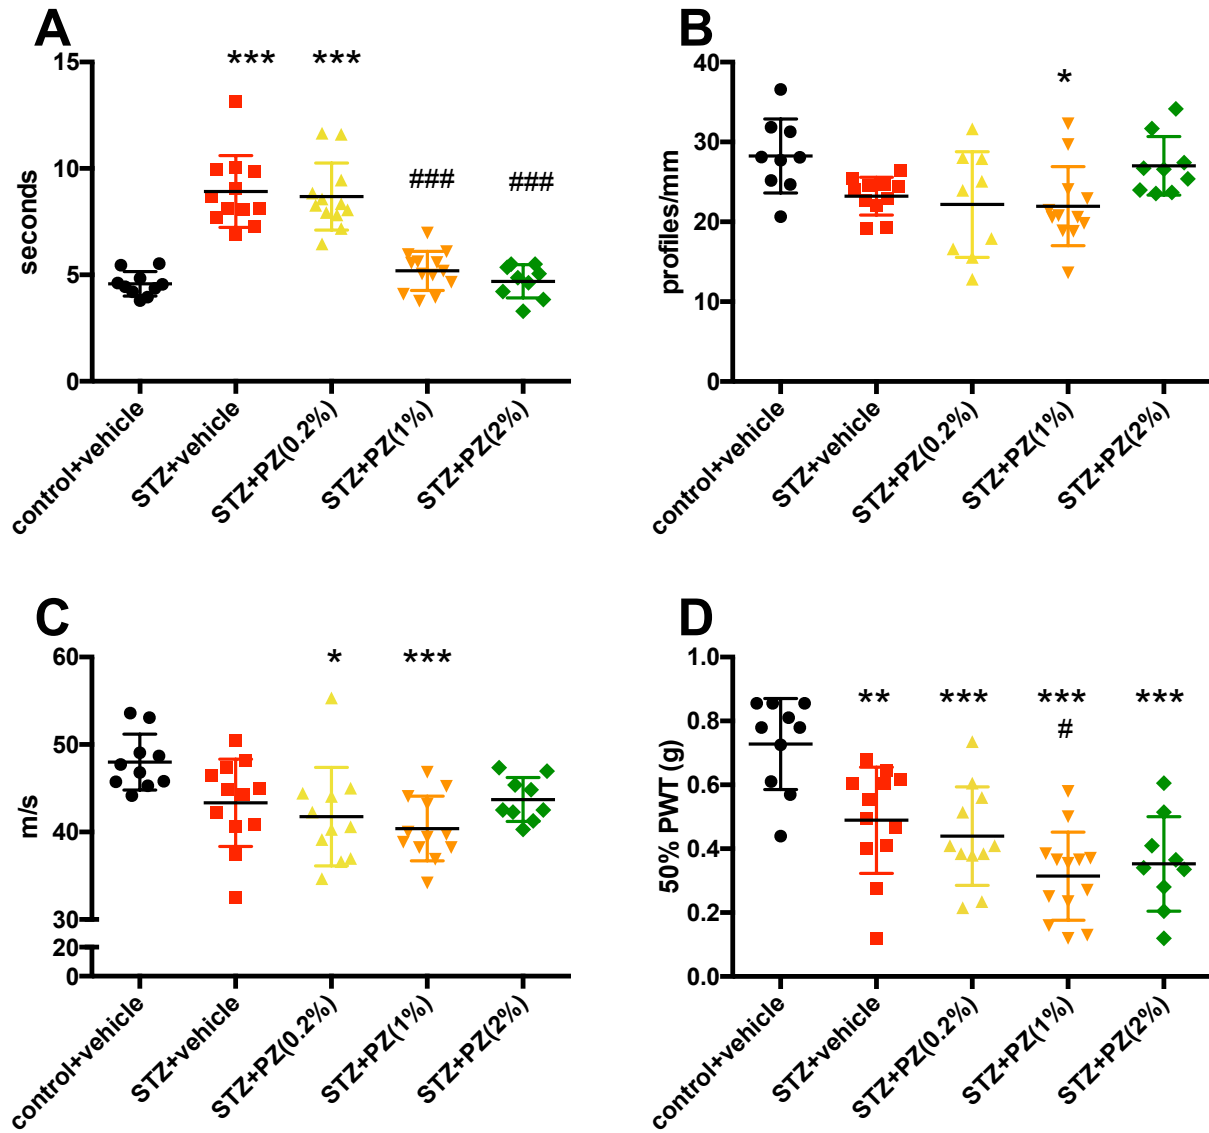 A
***
***
###
###
15
10
5
0
seconds
control+vehicle
STZ+vehicle
STZ+PZ(0.2%)
STZ+PZ(1%)
STZ+PZ(2%)
B
*
40
30
20
10
0
profiles/mm
control+vehicle
STZ+vehicle
STZ+PZ(0.2%)
STZ+PZ(1%)
STZ+PZ(2%)
C
*
***
60
50
40
30
20
0
m/s
control+vehicle
STZ+vehicle
STZ+PZ(0.2%)
STZ+PZ(1%)
STZ+PZ(2%)
D
**
***
***
#
***
1.0
0.8
0.6
0.4
0.2
0.0
50% PWT (g)
control+vehicle
STZ+vehicle
STZ+PZ(0.2%)
STZ+PZ(1%)
STZ+PZ(2%)